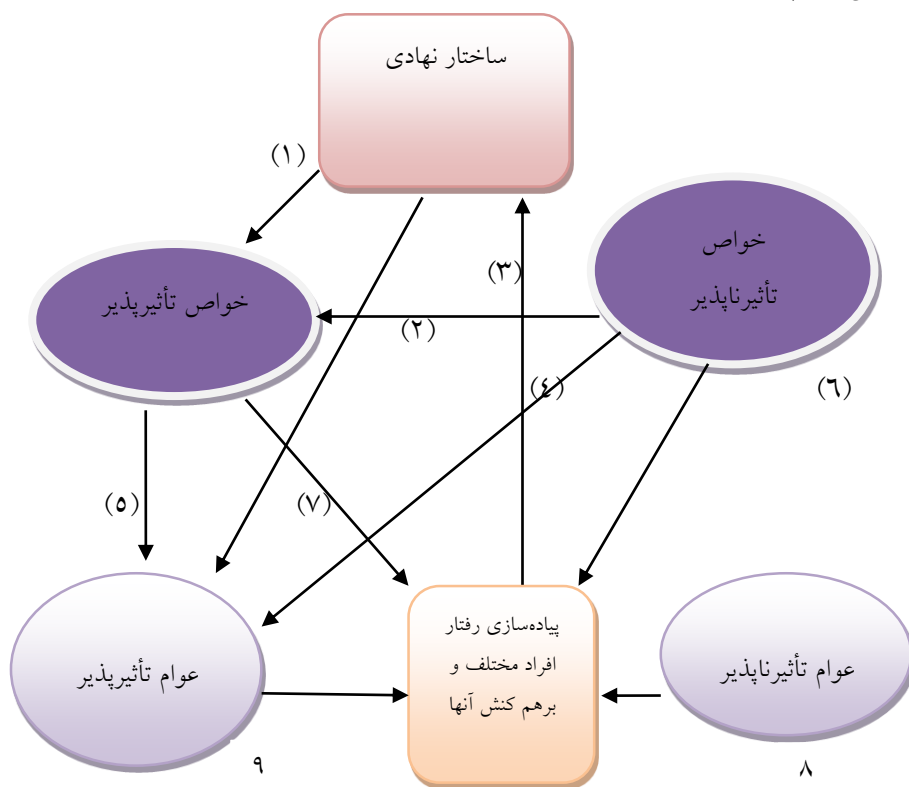 ساختار نهادی
(۱)
خواص
تأثیرناپذیر
(۳)
خواص تأثیرپذیر
(۲)
(٤)
(٦)
(٥)
(۷)
پیاده‌سازی رفتار
افراد مختلف و
برهم کنش آنها
عوام تأثیرپذیر
عوام تأثیرناپذیر
۹
۸